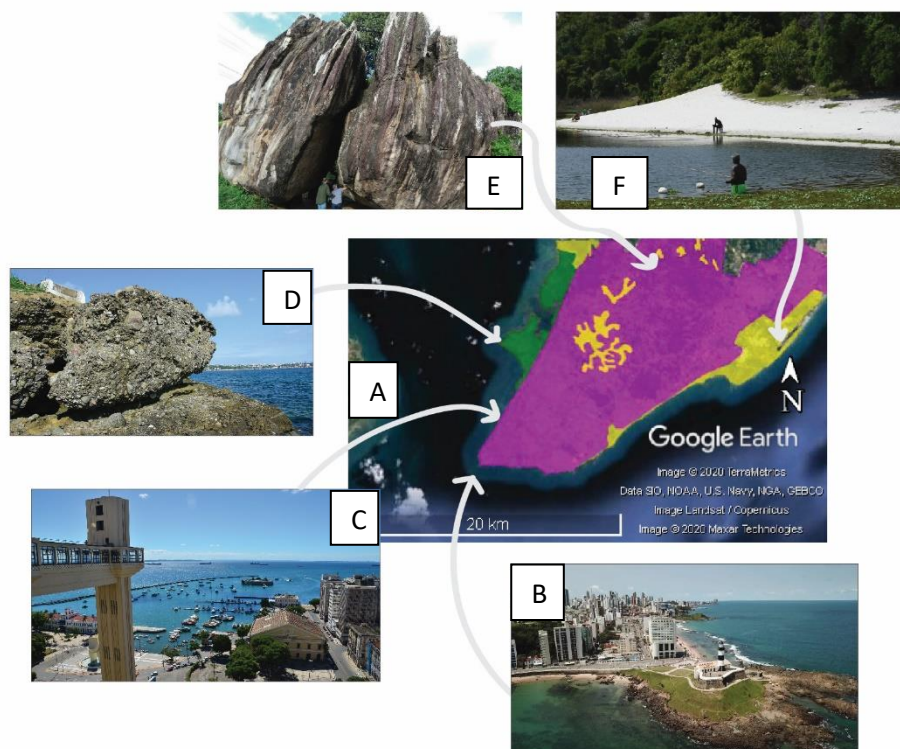 E
F
D
A
N
Google Earth
Image © 2020 TerraMetrics
Data SIO, NOAA, U.S. Navy, NGA, GEBCO
Image Landsat / Copernicus
Image © 2020 Maxar Technologies
20 km
C
B